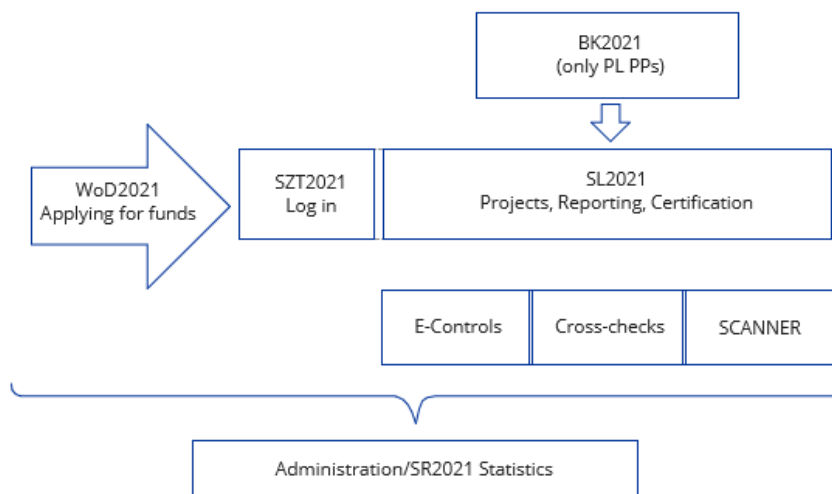 BK2021
(only PL PPs)
WoD2021
Applying for funds
SZT2021
Log in
SL2021
Projects, Reporting, Certification
E-Controls
Cross-checks
SCANNER
Administration/SR2021 Statistics